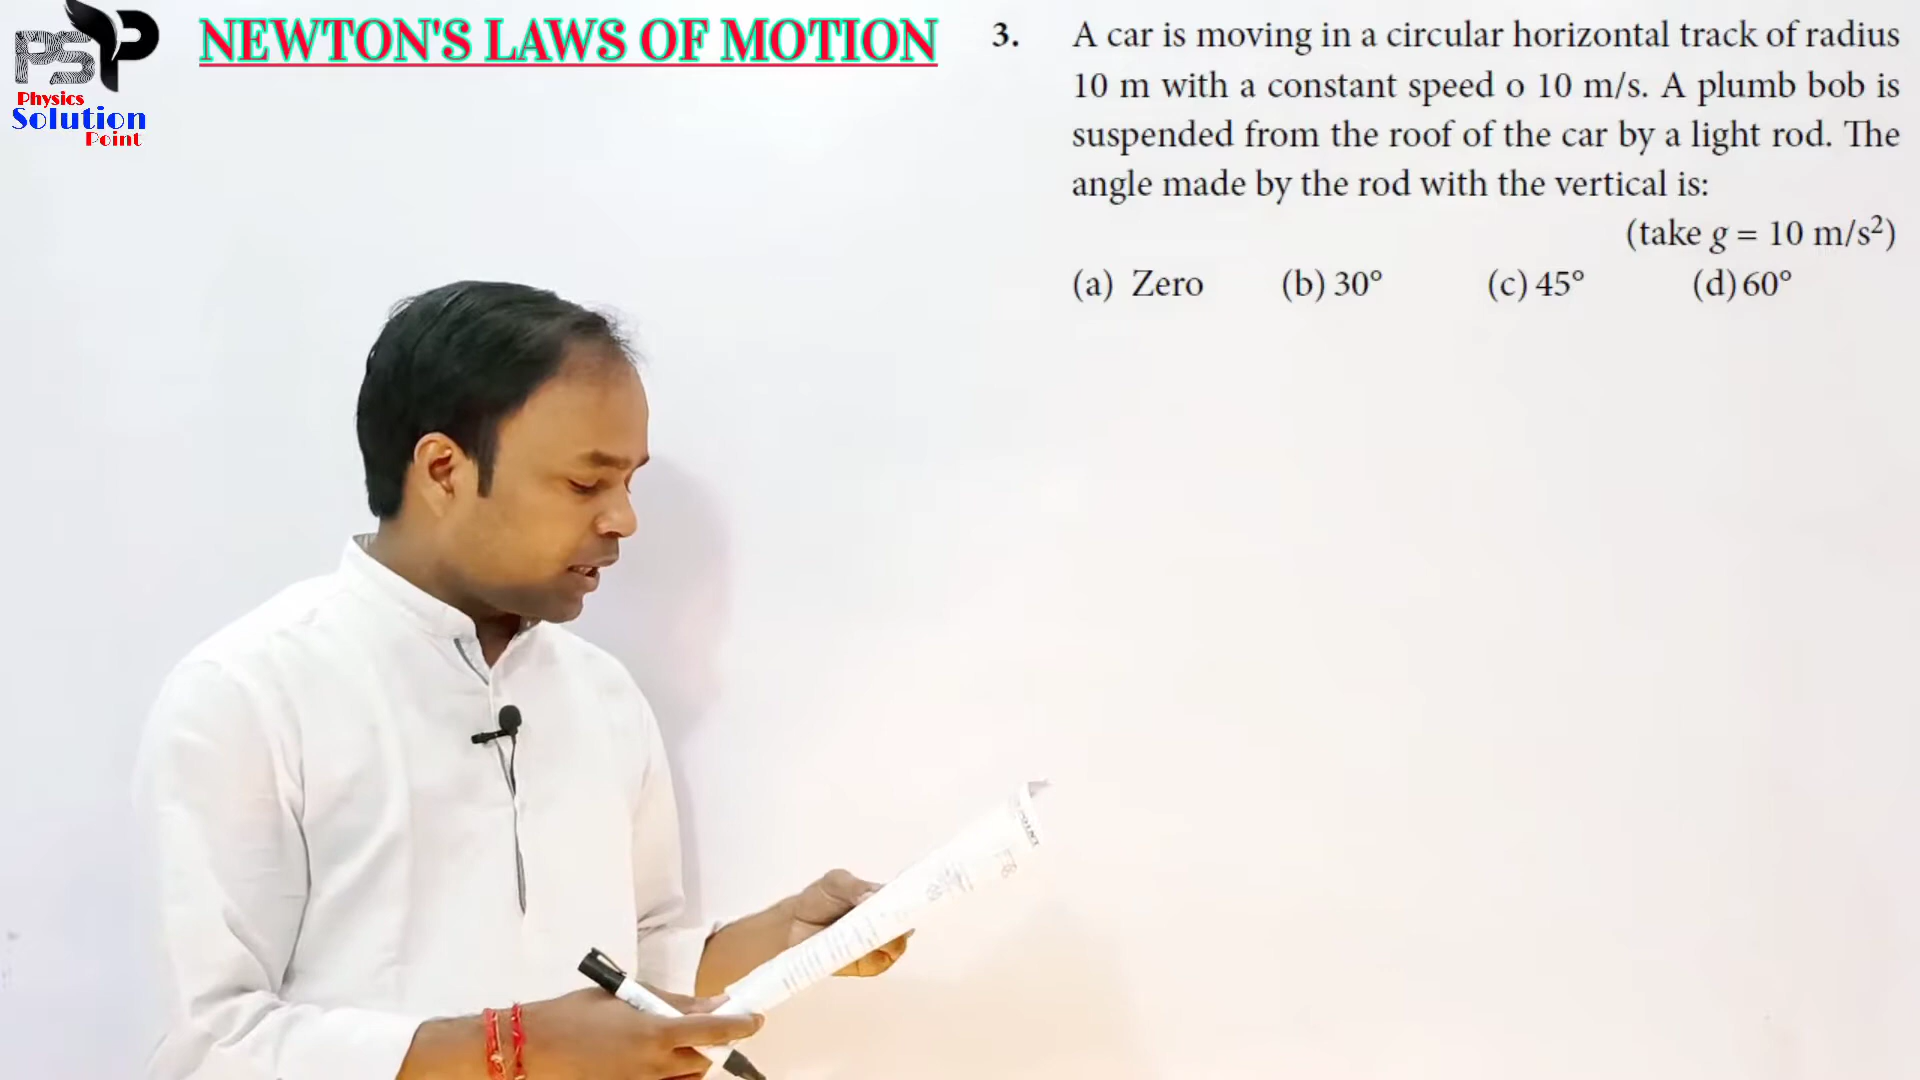 PSP
Physics
Solution
Point
NEWTON'S LAWS OF MOTION
3. A car is moving in a circular horizontal track of radius
10 m with a constant speed o 10 m/s. A plumb bob is
suspended from the roof of the car by a light rod. The
angle made by the rod with the vertical is:
(take g = 10 m/s²)
(a) Zero (b) 30° (c) 45° (d) 60°